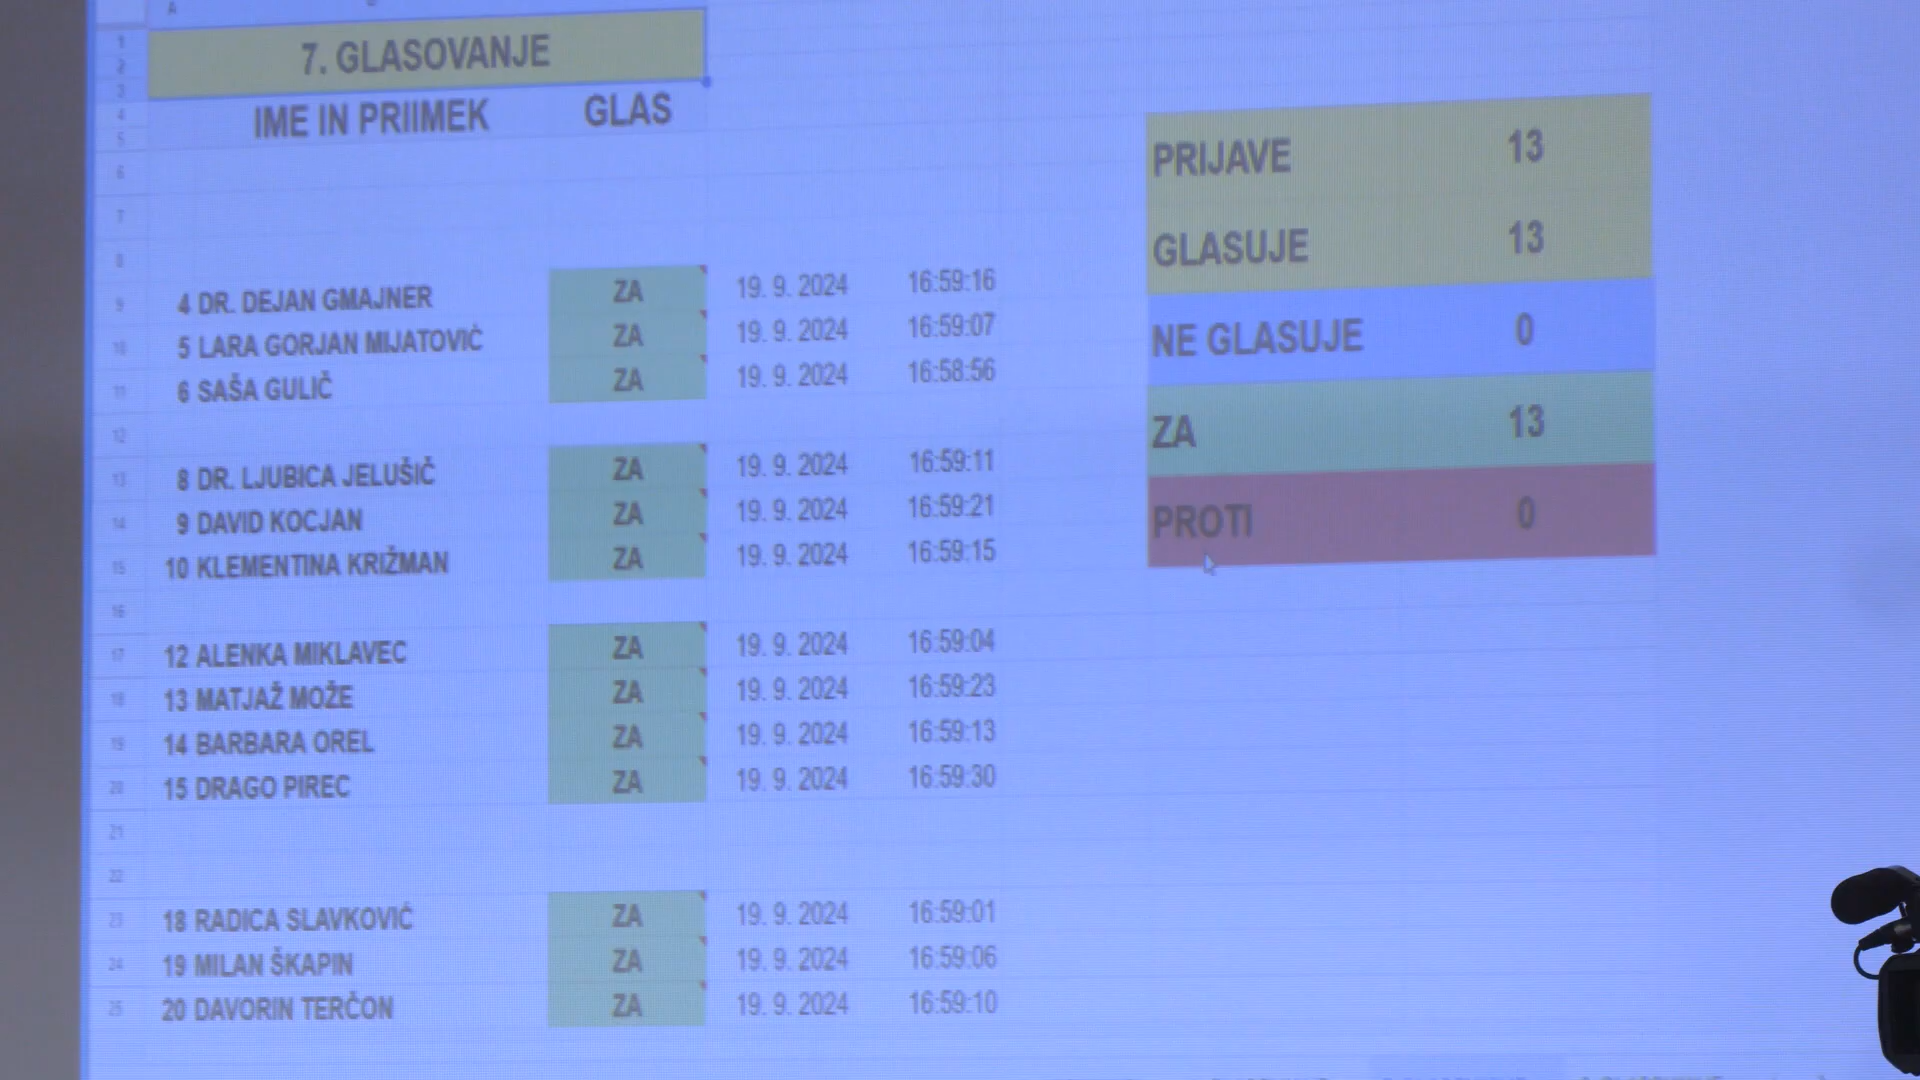 A
7. GLASOVANJE
IME IN PRIIMEK GLAS
4 DR. DEJAN GMAJNER ZA 19. 9. 2024 16:59:16
5 LARA GORJAN MIJATOVIĆ ZA 19. 9. 2024 16:59:07
6 SAŠA GULIČ ZA 19. 9. 2024 16:58:56
8 DR. LJUBICA JELUŠIČ ZA 19. 9. 2024 16:59:11
9 DAVID KOCJAN ZA 19. 9. 2024 16:59:21
10 KLEMENTINA KRIŽMAN ZA 19. 9. 2024 16:59:15
12 ALENKA MIKLAVEC ZA 19. 9. 2024 16:59:04
13 MATJAŽ MOŽE ZA 19. 9. 2024 16:59:23
14 BARBARA OREL ZA 19. 9. 2024 16:59:13
15 DRAGO PIREC ZA 19. 9. 2024 16:59:30
18 RADICA SLAVKOVIĆ ZA 19. 9. 2024 16:59:01
19 MILAN ŠKAPIN ZA 19. 9. 2024 16:59:06
20 DAVORIN TERČON ZA 19. 9. 2024 16:59:10
PRIJAVE 13
GLASUJE 13
NE GLASUJE 0
ZA 13
PROTI 0